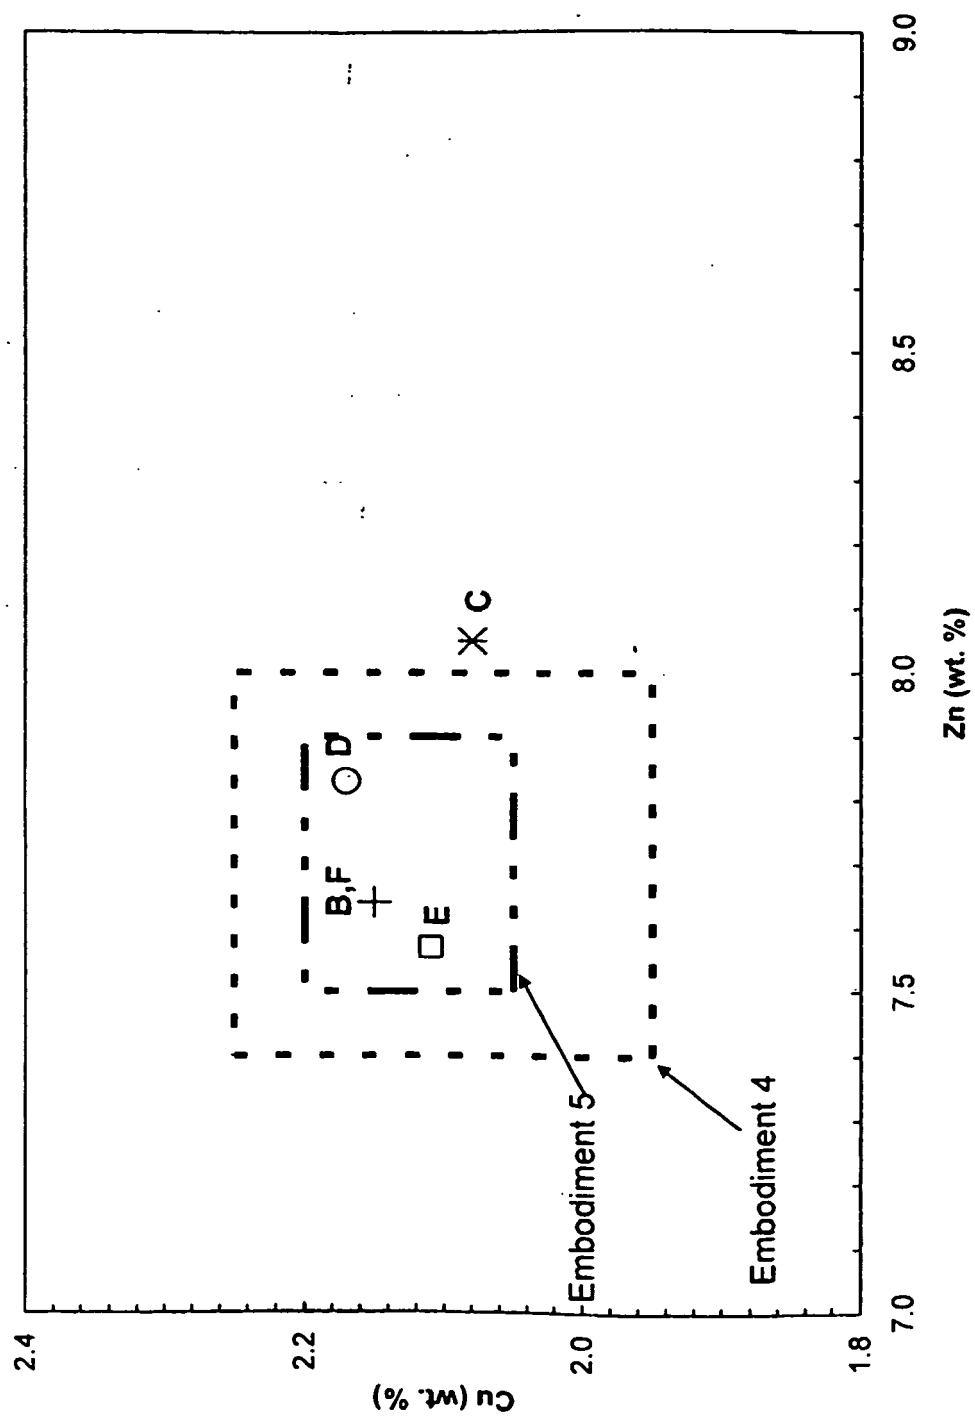 2.4
2.2
2.0
1.8
Cu (wt. %)
7.0
7.5
8.0
8.5
9.0
Zn (wt. %)
B,F
D
E
C
Embodiment 5
Embodiment 4